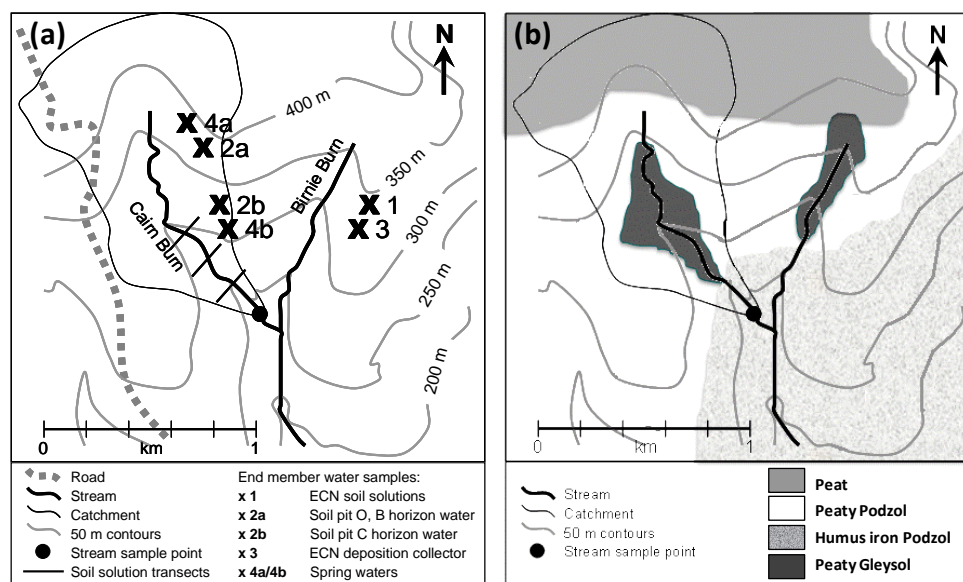 (a)
N
400 m
X 4a
X 2a
350 m
Birnie Burn
X 2b
X 4b
X 1
X 3
Cairn Burn
300 m
250 m
200 m
0 km 1
Road
Stream
Catchment
50 m contours
Stream sample point
Soil solution transects
End member water samples:
x 1 ECN soil solutions
x 2a Soil pit O, B horizon water
x 2b Soil pit C horizon water
x 3 ECN deposition collector
x 4a/4b Spring waters
(b)
N
0 km 1
Stream
Catchment
50 m contours
Stream sample point
Peat
Peaty Podzol
Humus iron Podzol
Peaty Gleysol